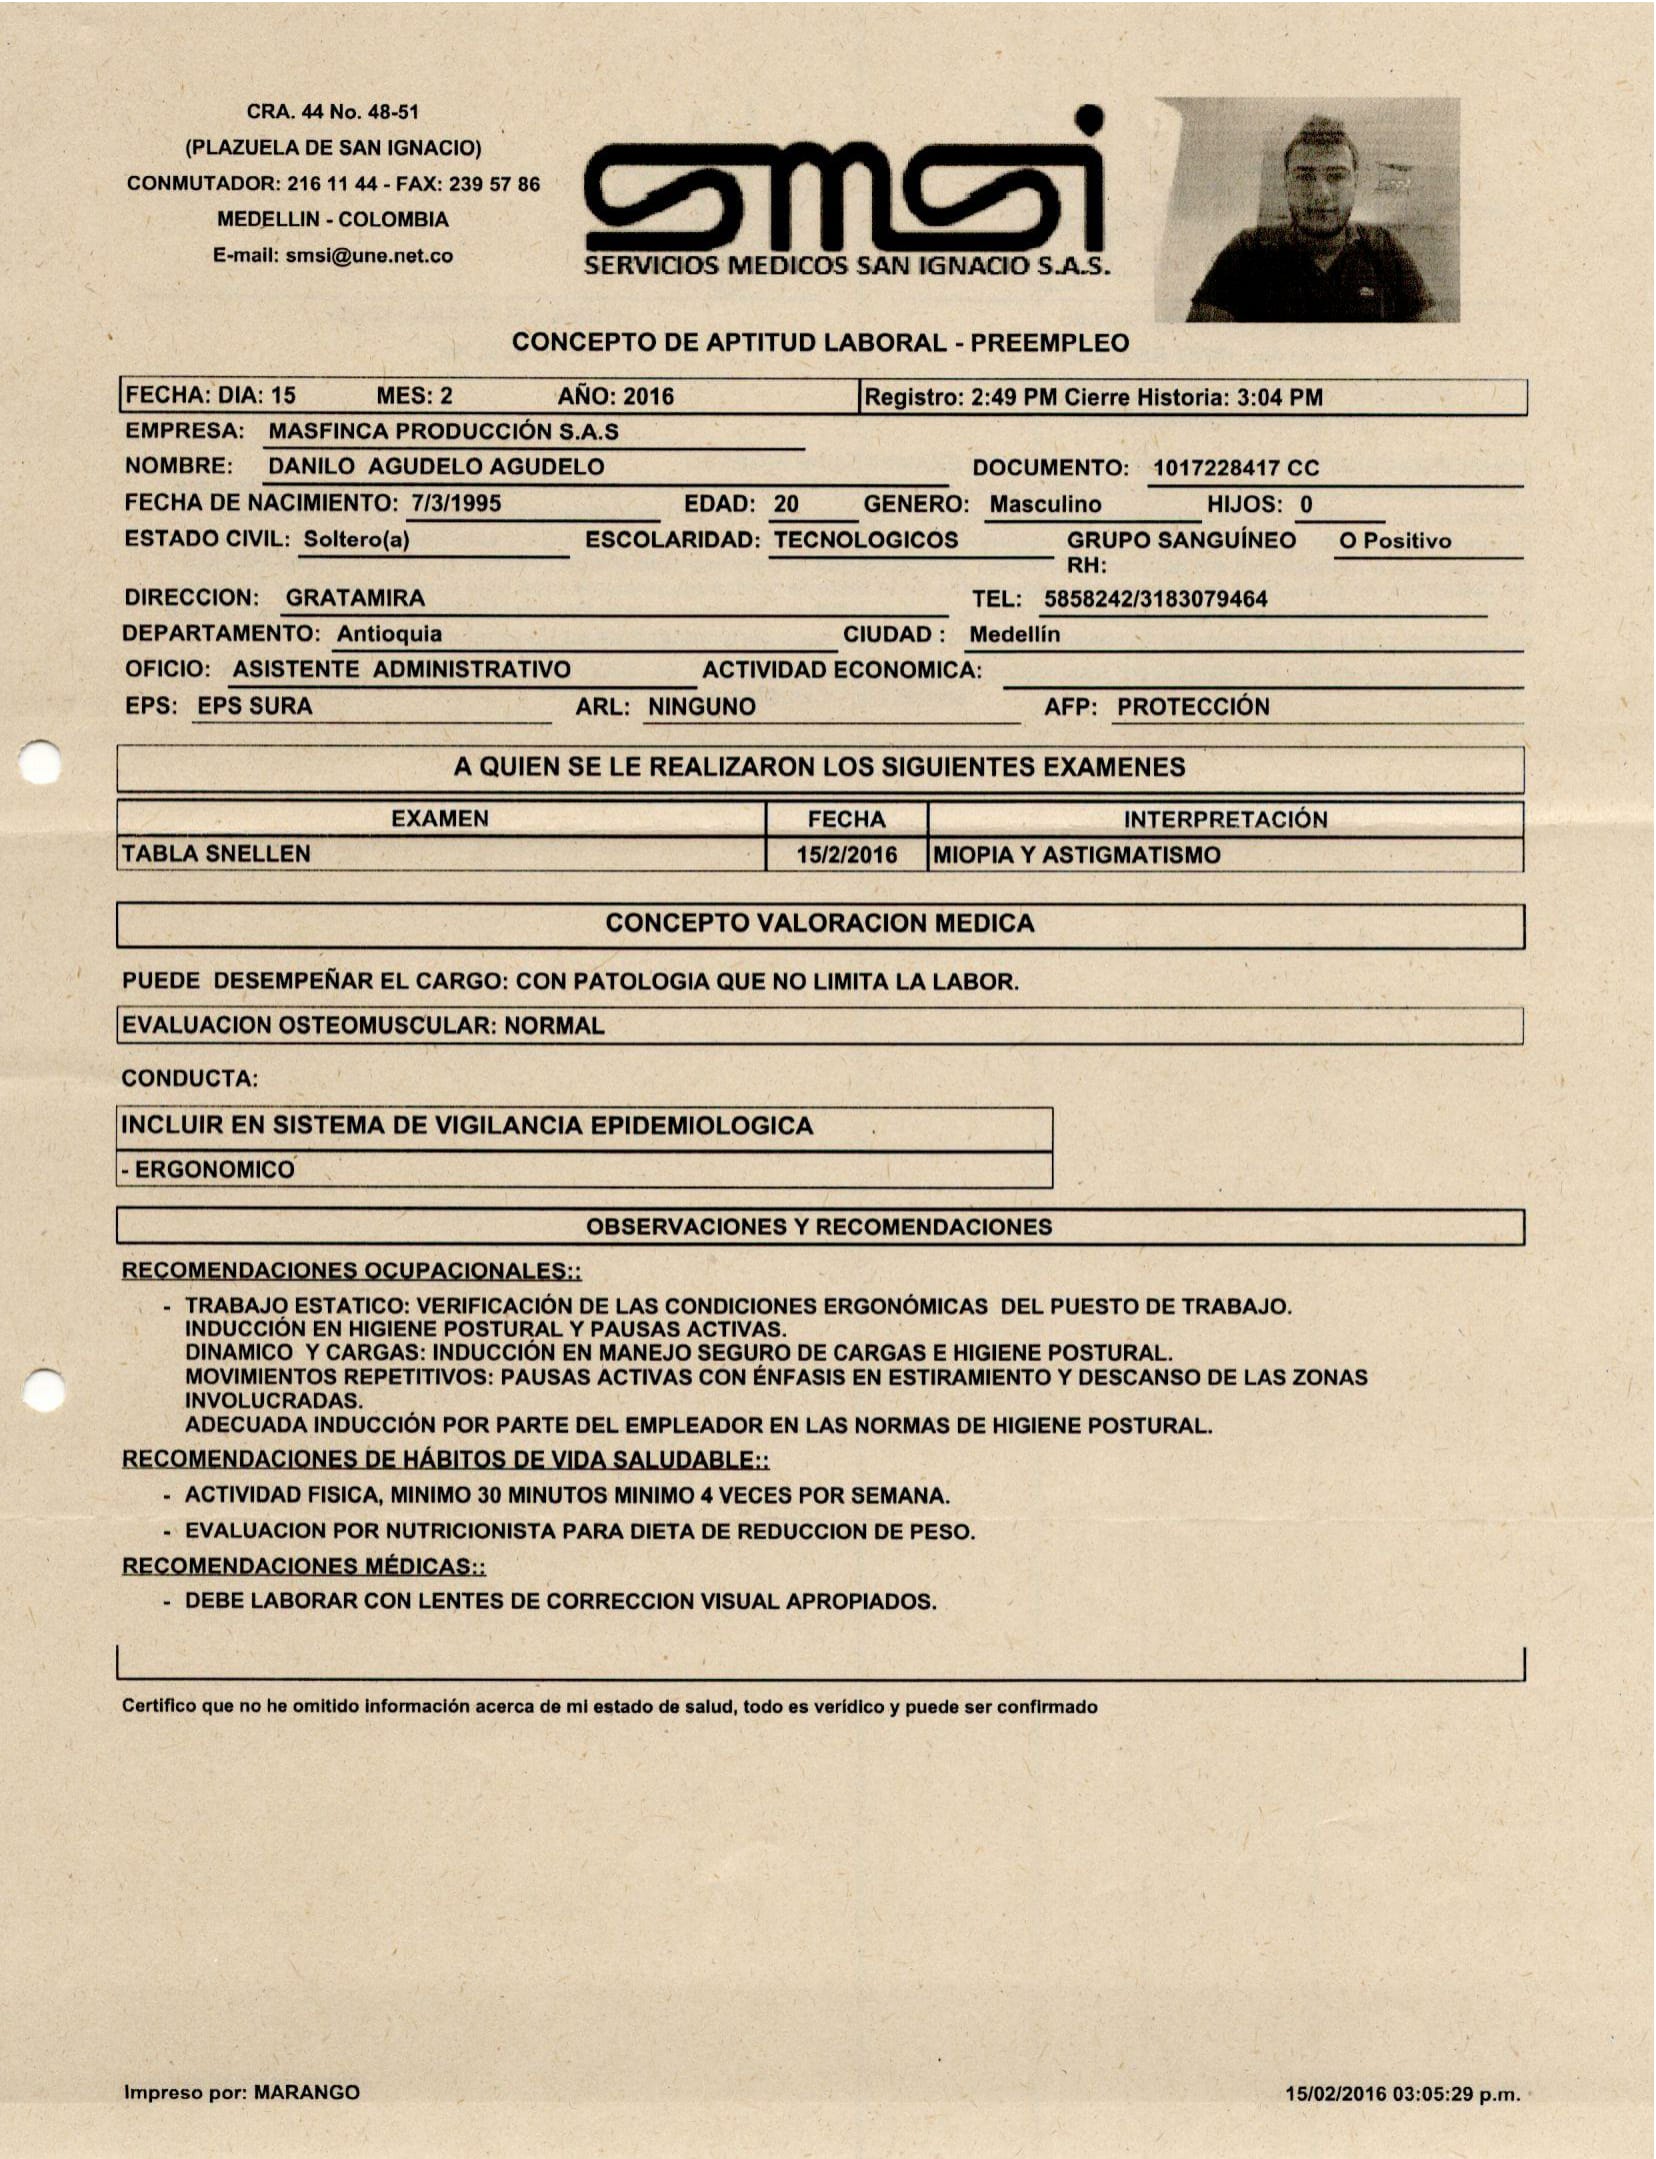 CRA. 44 No. 48-51
(PLAZUELA DE SAN IGNACIO)
CONMUTADOR: 216 11 44 - FAX: 239 57 86
MEDELLIN - COLOMBIA
E-mail: smsi@une.net.co
smsi
SERVICIOS MEDICOS SAN IGNACIO S.A.S.
CONCEPTO DE APTITUD LABORAL - PREEMPLEO
FECHA: DIA: 15 MES: 2 AÑO: 2016 Registro: 2:49 PM Cierre Historia: 3:04 PM
EMPRESA: MASFINCA PRODUCCIÓN S.A.S
NOMBRE: DANILO AGUDELO AGUDELO DOCUMENTO: 1017228417 CC
FECHA DE NACIMIENTO: 7/3/1995 EDAD: 20 GENERO: Masculino HIJOS: 0
ESTADO CIVIL: Soltero(a) ESCOLARIDAD: TECNOLOGICOS GRUPO SANGUÍNEO O Positivo
RH:
DIRECCION: GRATAMIRA TEL: 5858242/3183079464
DEPARTAMENTO: Antioquia CIUDAD : Medellín
OFICIO: ASISTENTE ADMINISTRATIVO ACTIVIDAD ECONOMICA:
EPS: EPS SURA ARL: NINGUNO AFP: PROTECCIÓN
A QUIEN SE LE REALIZARON LOS SIGUIENTES EXAMENES
EXAMEN FECHA INTERPRETACIÓN
TABLA SNELLEN 15/2/2016 MIOPIA Y ASTIGMATISMO
CONCEPTO VALORACION MEDICA
PUEDE DESEMPEÑAR EL CARGO: CON PATOLOGIA QUE NO LIMITA LA LABOR.
EVALUACION OSTEOMUSCULAR: NORMAL
CONDUCTA:
INCLUIR EN SISTEMA DE VIGILANCIA EPIDEMIOLOGICA
- ERGONOMICO
OBSERVACIONES Y RECOMENDACIONES
RECOMENDACIONES OCUPACIONALES::
- TRABAJO ESTATICO: VERIFICACIÓN DE LAS CONDICIONES ERGONÓMICAS DEL PUESTO DE TRABAJO.
INDUCCIÓN EN HIGIENE POSTURAL Y PAUSAS ACTIVAS.
DINAMICO Y CARGAS: INDUCCIÓN EN MANEJO SEGURO DE CARGAS E HIGIENE POSTURAL.
MOVIMIENTOS REPETITIVOS: PAUSAS ACTIVAS CON ÉNFASIS EN ESTIRAMIENTO Y DESCANSO DE LAS ZONAS
INVOLUCRADAS.
ADECUADA INDUCCIÓN POR PARTE DEL EMPLEADOR EN LAS NORMAS DE HIGIENE POSTURAL.
RECOMENDACIONES DE HÁBITOS DE VIDA SALUDABLE::
- ACTIVIDAD FISICA, MINIMO 30 MINUTOS MINIMO 4 VECES POR SEMANA.
- EVALUACION POR NUTRICIONISTA PARA DIETA DE REDUCCION DE PESO.
RECOMENDACIONES MÉDICAS::
- DEBE LABORAR CON LENTES DE CORRECCION VISUAL APROPIADOS.
Certifico que no he omitido información acerca de mi estado de salud, todo es verídico y puede ser confirmado
Impreso por: MARANGO 15/02/2016 03:05:29 p.m.